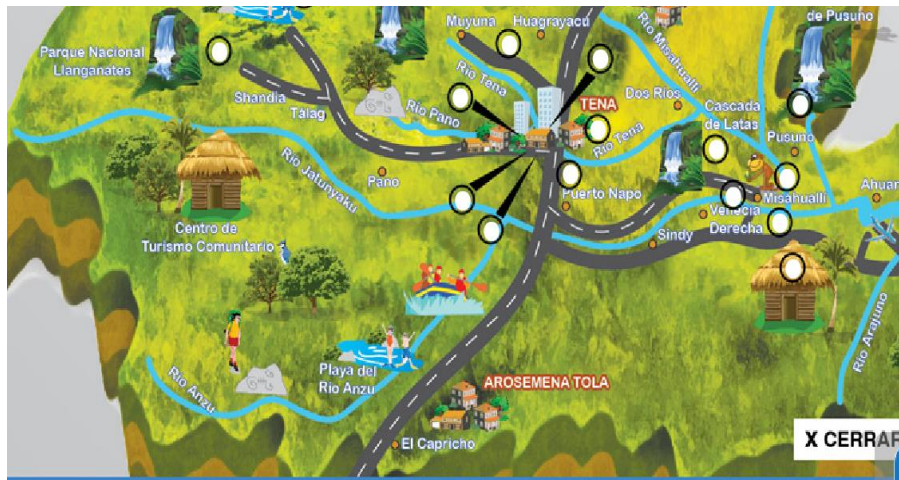 Muyuna
Huagrayacu
de Pusuno
Parque Nacional
Llanganates
Río Misahualli
Río Tena
Shandia
Tálag
Río Pano
TENA
Dos Ríos
Cascada
de Latas
Río Tena
Pusuno
Río Jatunyaku
Pano
Puerto Napo
Misahualli
Ahuan
Venecia
Derecha
Centro de
Turismo Comunitario
Sindy
Río Arajuno
Río Anzu
Playa del
Río Anzu
AROSEMENA TOLA
El Capricho
X CERRAR